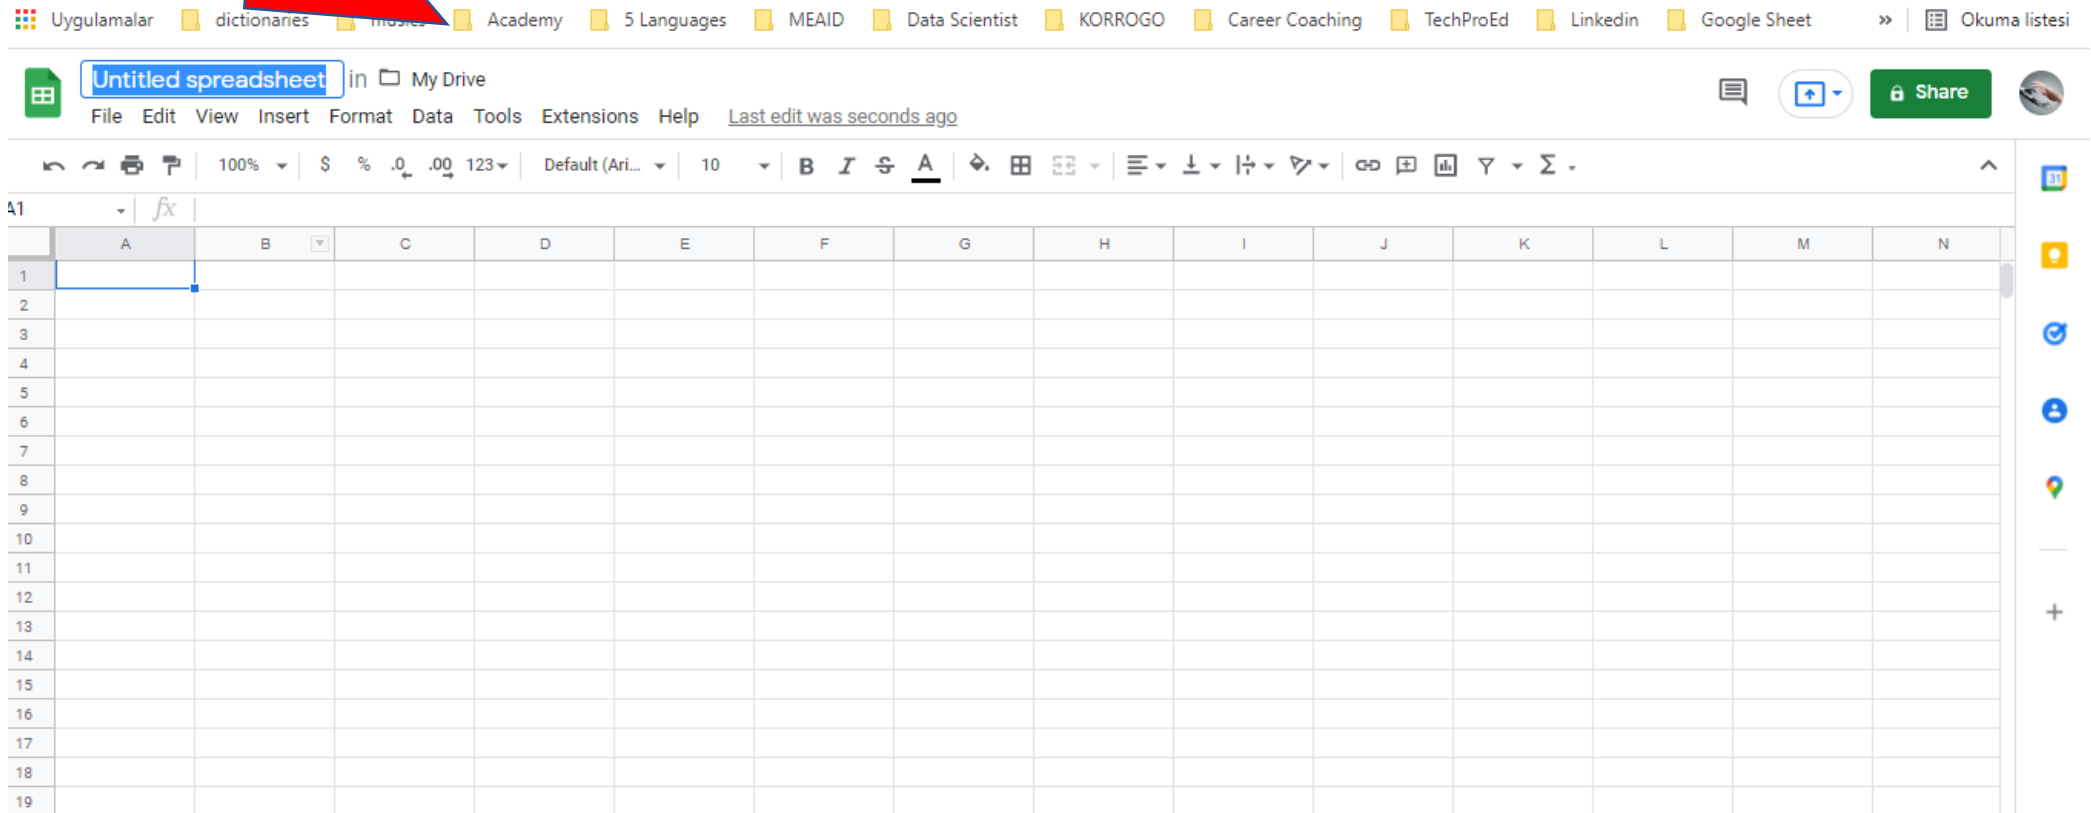 Uygulamalar dictionaries musics Academy 5 Languages MEAID Data Scientist KORROGO Career Coaching TechProEd Linkedin Google Sheet » Okuma listesi
Untitled spreadsheet in My Drive
Share
File Edit View Insert Format Data Tools Extensions Help Last edit was seconds ago
100% $ % .0 .00 123 Default (Ari... 10 B I S A Σ
31
A1 fx
A B C D E F G H I J K L M N
1
2
3
4
5
6
7
8
9
10
11
12
13
14
15
16
17
18
19